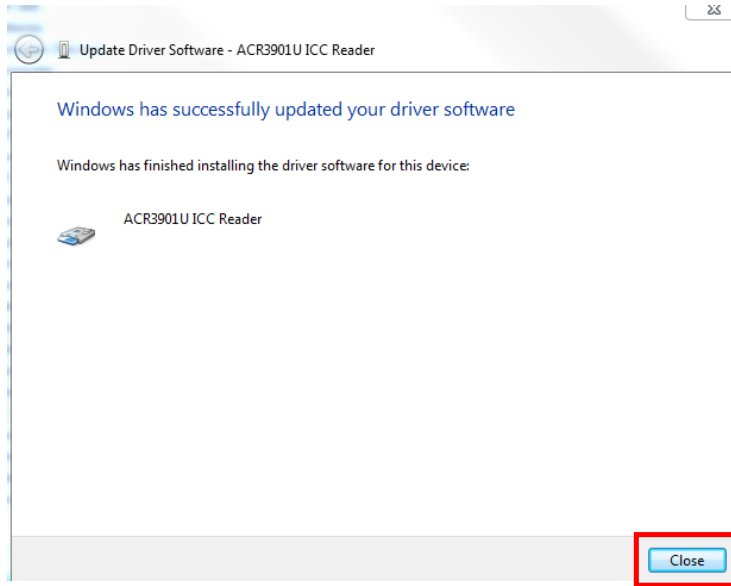 Update Driver Software - ACR3901U ICC Reader
Windows has successfully updated your driver software
Windows has finished installing the driver software for this device:
ACR3901U ICC Reader
Close